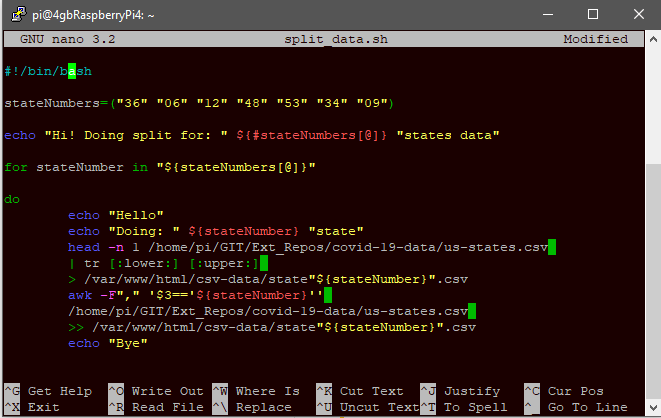 pi@4gbRaspberryPi4: ~
GNU nano 3.2 split_data.sh Modified
#!/bin/bash
stateNumbers=("36" "06" "12" "48" "53" "34" "09")
echo "Hi! Doing split for: " ${#stateNumbers[@]} "states data"
for stateNumber in "${stateNumbers[@]}"
do
echo "Hello"
echo "Doing: " ${stateNumber} "state"
head -n 1 /home/pi/GIT/Ext_Repos/covid-19-data/us-states.csv
| tr [:lower:] [:upper:]
> /var/www/html/csv-data/state"${stateNumber}".csv
awk -F"," '$3=='${stateNumber}''
/home/pi/GIT/Ext_Repos/covid-19-data/us-states.csv
>> /var/www/html/csv-data/state"${stateNumber}".csv
echo "Bye"
^G Get Help ^O Write Out ^W Where Is ^K Cut Text ^J Justify ^C Cur Pos
^X Exit ^R Read File ^\ Replace ^U Uncut Text ^T To Spell ^_ Go To Line